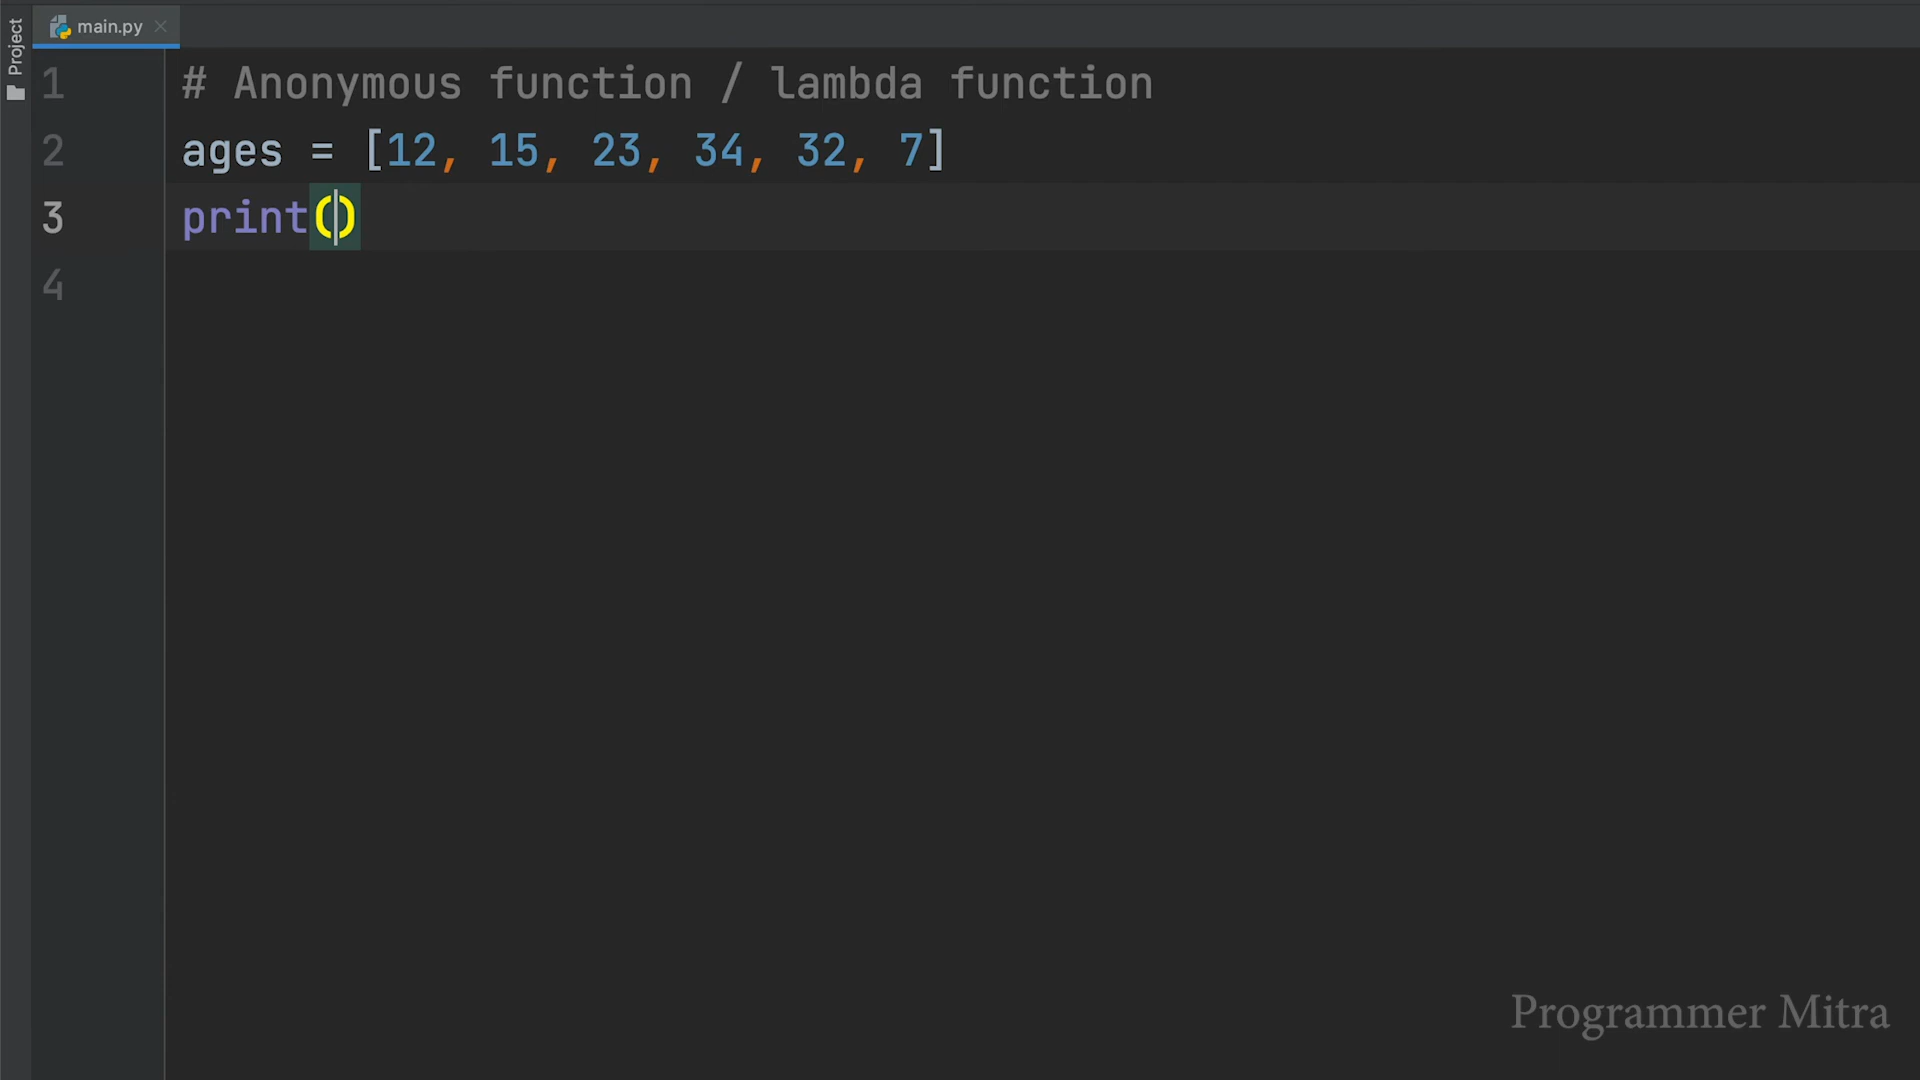 Project
main.py
1 # Anonymous function / lambda function
2 ages = [12, 15, 23, 34, 32, 7]
3 print()
4
Programmer Mitra